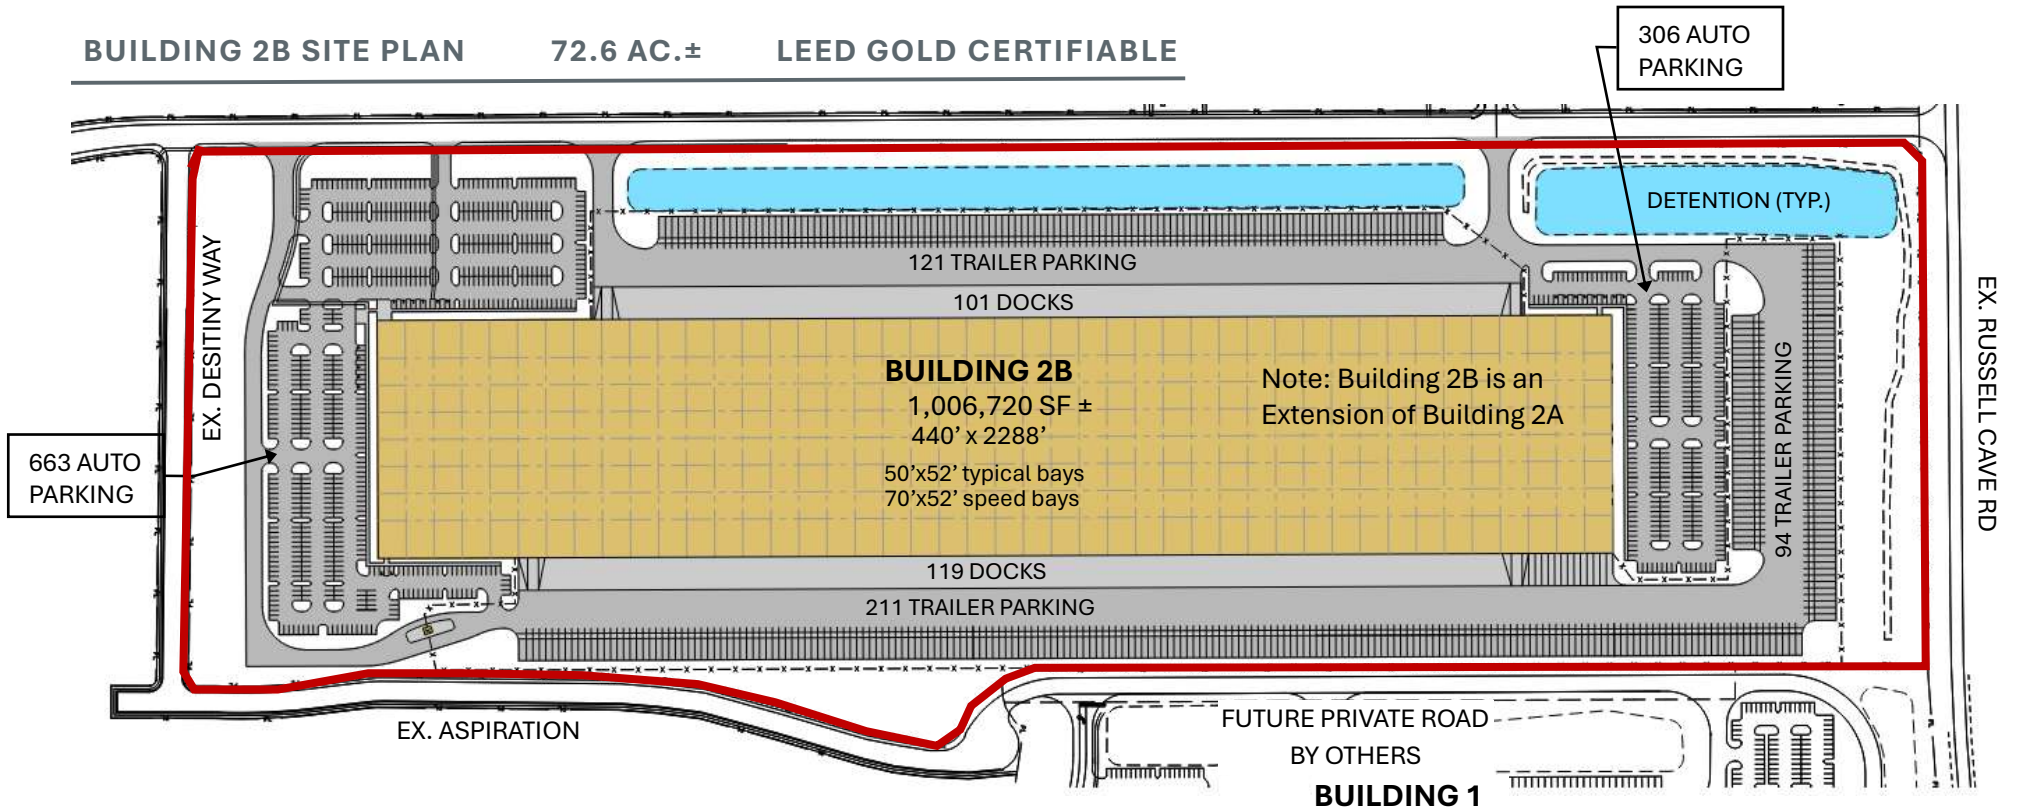 BUILDING 2B SITE PLAN 72.6 AC.± LEED GOLD CERTIFIABLE
306 AUTO
PARKING
DETENTION (TYP.)
EX. DESITINY WAY
121 TRAILER PARKING
101 DOCKS
BUILDING 2B
1,006,720 SF ±
440’ x 2288’
50’x52’ typical bays
70’x52’ speed bays
Note: Building 2B is an
Extension of Building 2A
663 AUTO
PARKING
94 TRAILER PARKING
EX. RUSSELL CAVE RD
119 DOCKS
211 TRAILER PARKING
EX. ASPIRATION
FUTURE PRIVATE ROAD
BY OTHERS
BUILDING 1